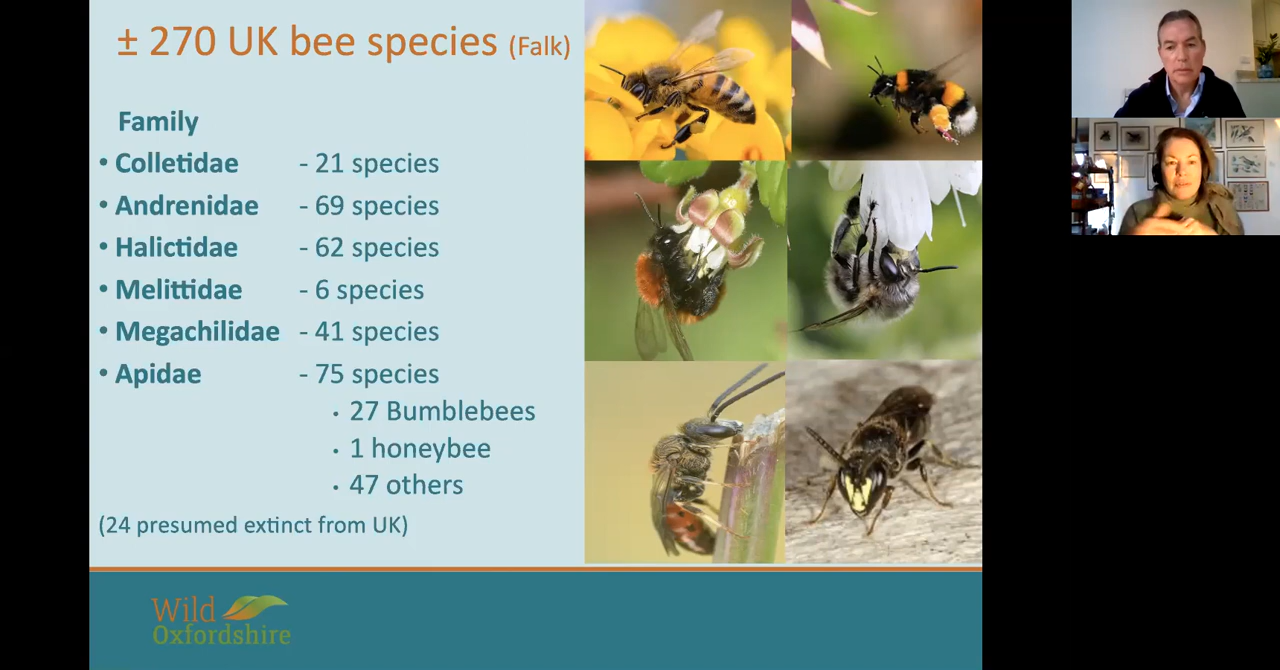 ± 270 UK bee species (Falk)
Family
• Colletidae - 21 species
• Andrenidae - 69 species
• Halictidae - 62 species
• Melittidae - 6 species
• Megachilidae - 41 species
• Apidae - 75 species
• 27 Bumblebees
• 1 honeybee
• 47 others
(24 presumed extinct from UK)
Wild
Oxfordshire